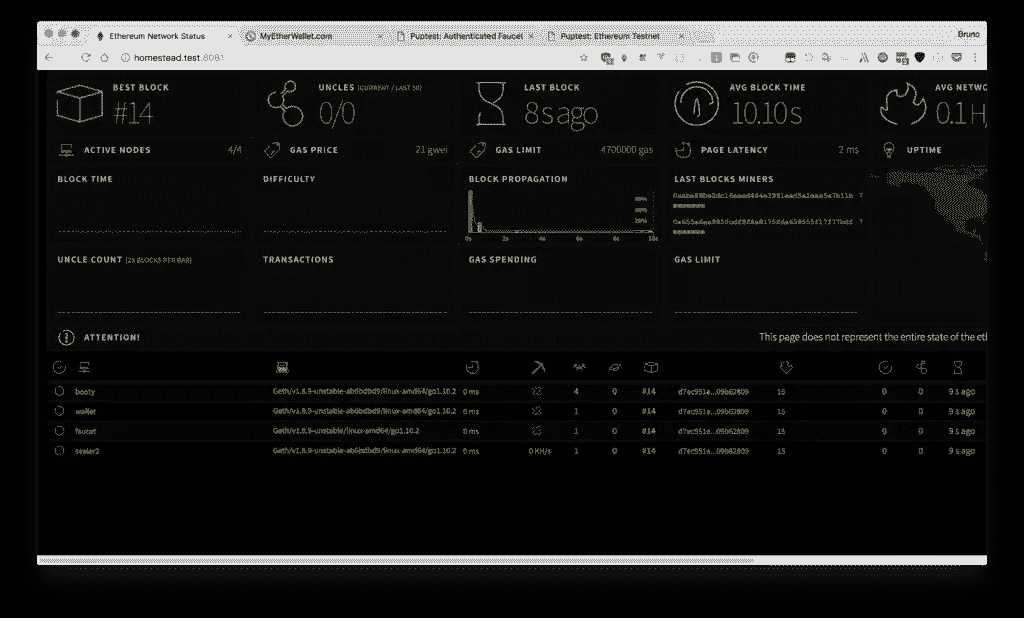 Ethereum Network Status
MyEtherWallet.com
Puptest: Authenticated Faucet
Puptest: Ethereum Testnet
Bruno
homestead.test:8081
BEST BLOCK
#14
UNCLES (CURRENT / LAST 50)
0/0
LAST BLOCK
8s ago
AVG BLOCK TIME
10.10s
AVG NETWO
0.1 H/
ACTIVE NODES 4/4
GAS PRICE 21 gwei
GAS LIMIT 4700000 gas
PAGE LATENCY 2 ms
UPTIME
BLOCK TIME
DIFFICULTY
BLOCK PROPAGATION
LAST BLOCKS MINERS
0s 2s 4s 6s 8s 10s
UNCLE COUNT (25 BLOCKS PER BAR)
TRANSACTIONS
GAS SPENDING
GAS LIMIT
ATTENTION!
This page does not represent the entire state of the eth
booty Geth/v1.8.9-unstable-ab6bdbd9/linux-amd64/go1.10.2 0 ms 4 0 #14 d7ec951e...09b62809 15 0 0 9 s ago
wallet Geth/v1.8.9-unstable-ab6bdbd9/linux-amd64/go1.10.2 0 ms 1 0 #14 d7ec951e...09b62809 15 0 0 9 s ago
faucet Geth/v1.8.9-unstable/linux-amd64/go1.10.2 0 ms 1 0 #14 d7ec951e...09b62809 15 0 0 9 s ago
sealer2 Geth/v1.8.9-unstable-ab6bdbd9/linux-amd64/go1.10.2 0 ms 0 KH/s 1 0 #14 d7ec951e...09b62809 15 0 0 9 s ago